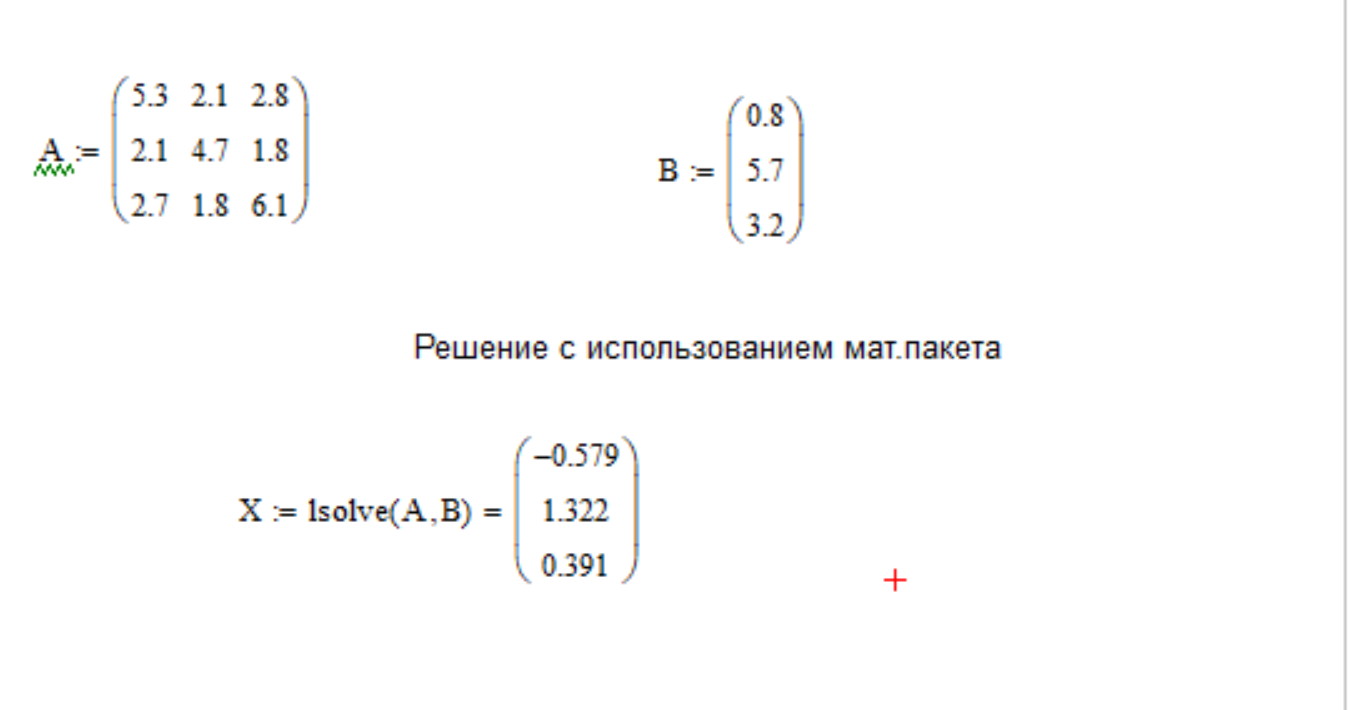 A := (5.3 2.1 2.8
2.1 4.7 1.8
2.7 1.8 6.1)
B := (0.8
5.7
3.2)
Решение с использованием мат.пакета
X := lsolve(A,B) = (−0.579
1.322
0.391)